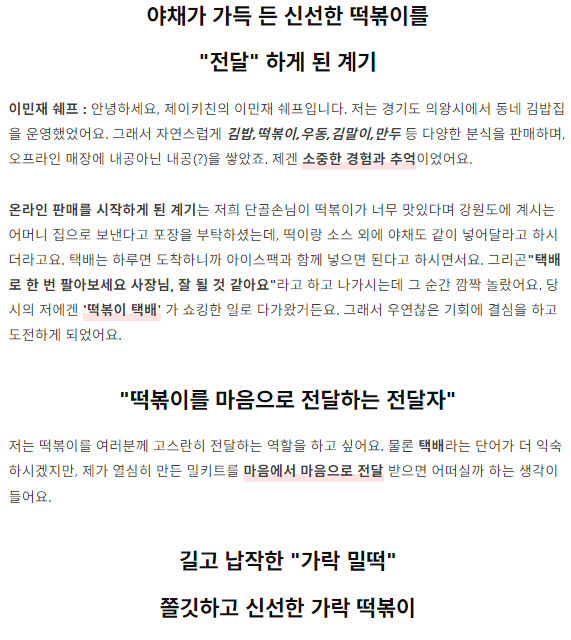 야채가 가득 든 신선한 떡볶이를
"전달" 하게 된 계기
이민재 쉐프 : 안녕하세요, 제이키친의 이민재 쉐프입니다. 저는 경기도 의왕시에서 동네 김밥집
을 운영했었어요. 그래서 자연스럽게 김밥,떡볶이,우동,김말이,만두 등 다양한 분식을 판매하며,
오프라인 매장에 내공아닌 내공(?)을 쌓았죠. 제겐 소중한 경험과 추억이었어요.
온라인 판매를 시작하게 된 계기는 저희 단골손님이 떡볶이가 너무 맛있다며 강원도에 계시는
어머니 집으로 보낸다고 포장을 부탁하셨는데, 떡이랑 소스 외에 야채도 같이 넣어달라고 하시
더라고요. 택배는 하루면 도착하니까 아이스팩과 함께 넣으면 된다고 하시면서요. 그리곤"택배
로 한 번 팔아보세요 사장님, 잘 될 것 같아요"라고 하고 나가시는데 그 순간 깜짝 놀랐어요. 당
시의 저에겐 '떡볶이 택배' 가 쇼킹한 일로 다가왔거든요. 그래서 우연찮은 기회에 결심을 하고
도전하게 되었어요.
"떡볶이를 마음으로 전달하는 전달자"
저는 떡볶이를 여러분께 고스란히 전달하는 역할을 하고 싶어요. 물론 택배라는 단어가 더 익숙
하시겠지만, 제가 열심히 만든 밀키트를 마음에서 마음으로 전달 받으면 어떠실까 하는 생각이
들어요.
길고 납작한 "가락 밀떡"
쫄깃하고 신선한 가락 떡볶이